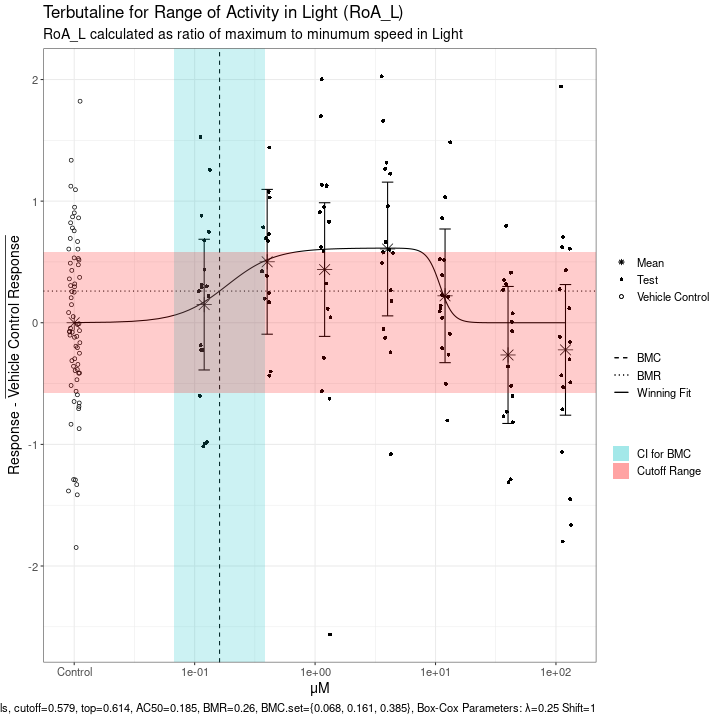 Terbutaline for Range of Activity in Light (RoA_L)
RoA_L calculated as ratio of maximum to minumum speed in Light
Response - Vehicle Control Response
2
1
0
-1
-2
Control
1e-01
1e+00
1e+01
1e+02
µM
Mean
Test
Vehicle Control
BMC
BMR
Winning Fit
CI for BMC
Cutoff Range
ls, cutoff=0.579, top=0.614, AC50=0.185, BMR=0.26, BMC.set={0.068, 0.161, 0.385}, Box-Cox Parameters: λ=0.25 Shift=1